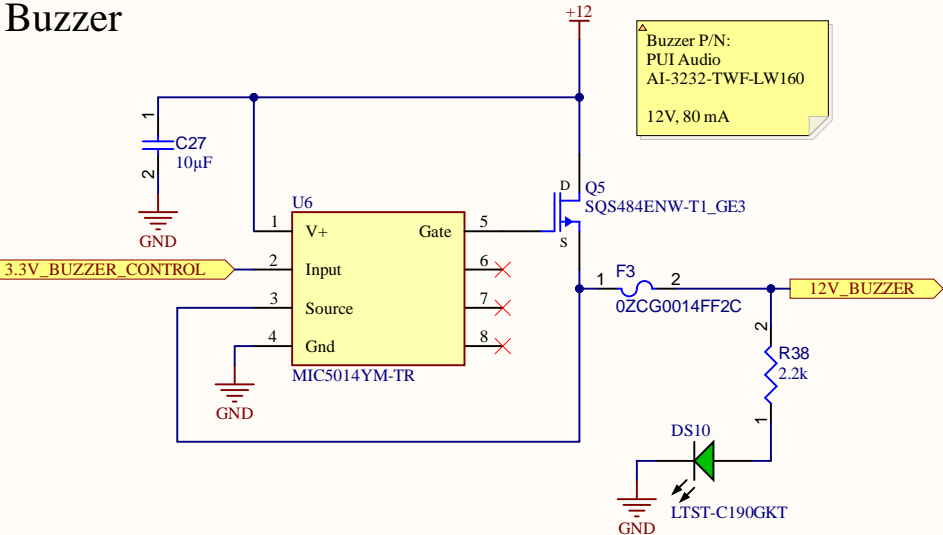 Buzzer
+12
Buzzer P/N:
PUI Audio
AI-3232-TWF-LW160
12V, 80 mA
1
C27
10µF
2
GND
D
Q5
SQS484ENW-T1_GE3
S
U6
1
V+
Gate
5
3.3V_BUZZER_CONTROL
2
Input
6
3
Source
7
4
Gnd
8
MIC5014YM-TR
GND
1
F3
2
0ZCG0014FF2C
12V_BUZZER
2
R38
2.2k
1
DS10
LTST-C190GKT
GND